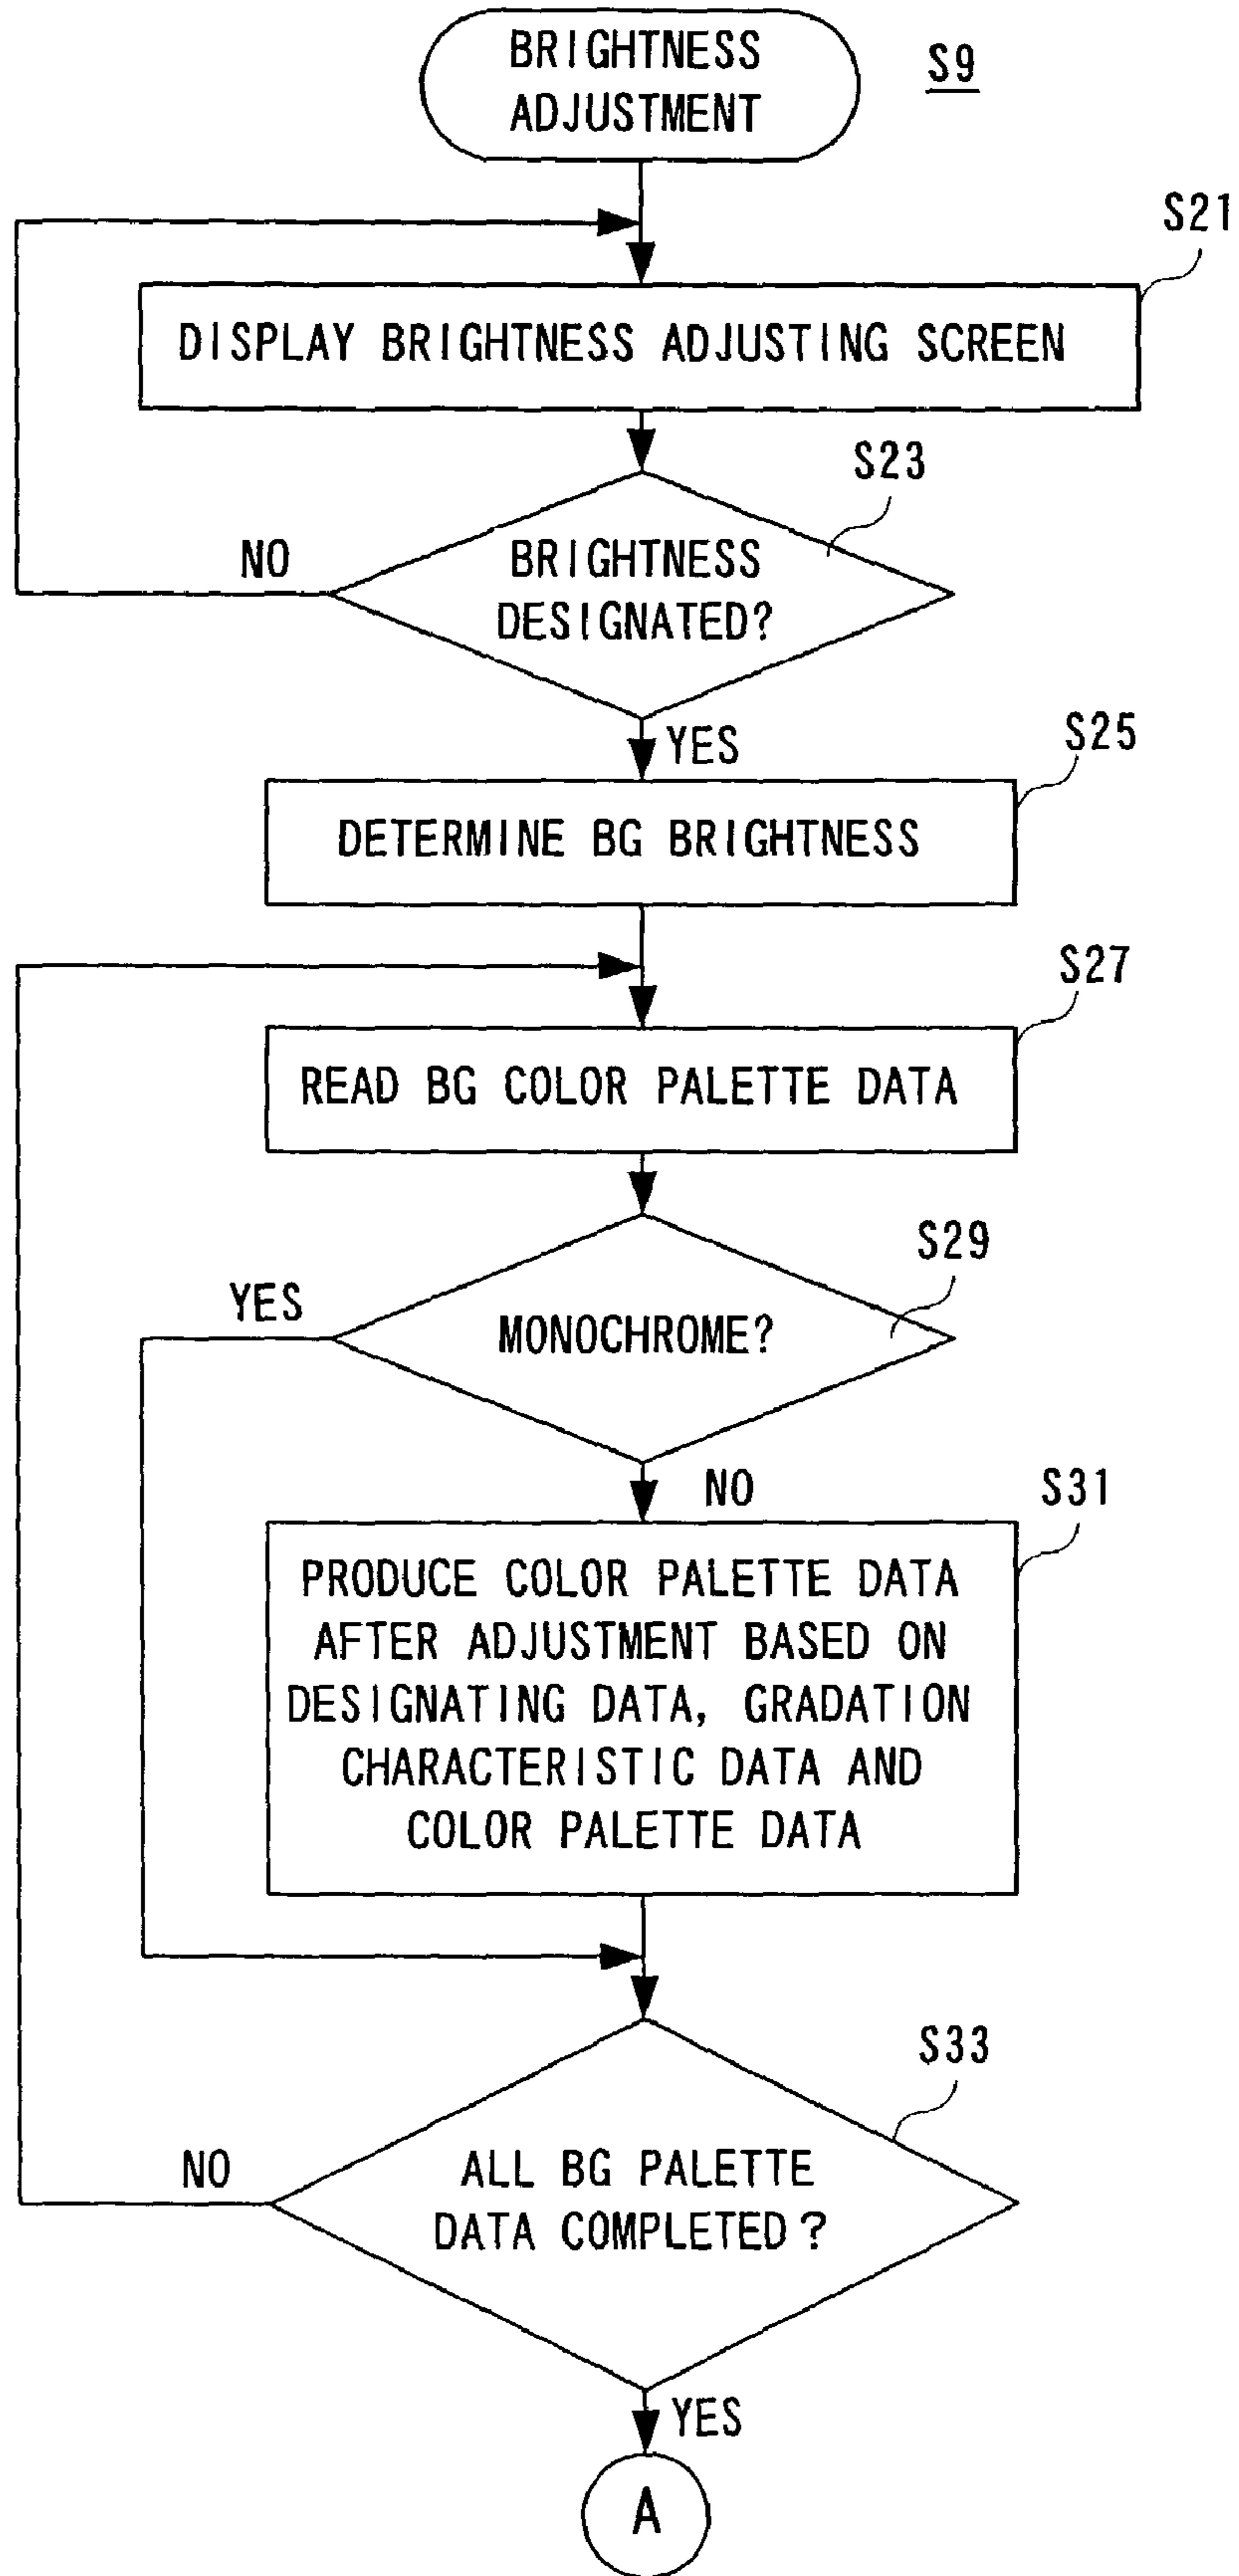 BRIGHTNESS
ADJUSTMENT
S9
S21
DISPLAY BRIGHTNESS ADJUSTING SCREEN
S23
NO
BRIGHTNESS
DESIGNATED?
YES
S25
DETERMINE BG BRIGHTNESS
S27
READ BG COLOR PALETTE DATA
S29
YES
MONOCHROME?
NO
S31
PRODUCE COLOR PALETTE DATA
AFTER ADJUSTMENT BASED ON
DESIGNATING DATA, GRADATION
CHARACTERISTIC DATA AND
COLOR PALETTE DATA
S33
NO
ALL BG PALETTE
DATA COMPLETED?
YES
A